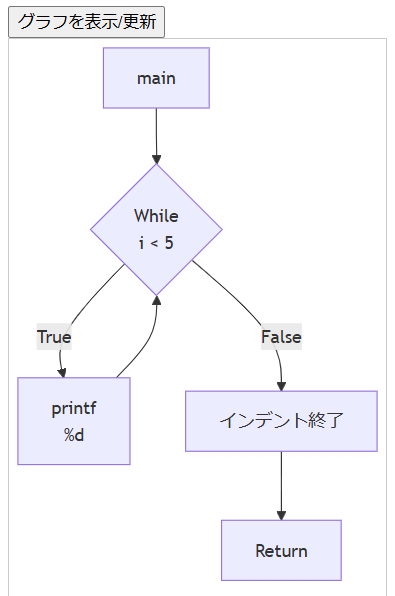 グラフを表示/更新
main
While
i < 5
True
False
printf
%d
インデント終了
Return